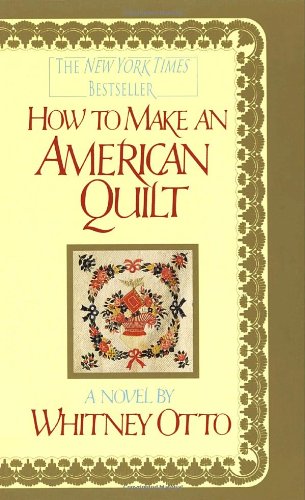 THE NEW YORK TIMES
BESTSELLER
HOW TO MAKE AN
AMERICAN
QUILT
A NOVEL BY
WHITNEY OTTO